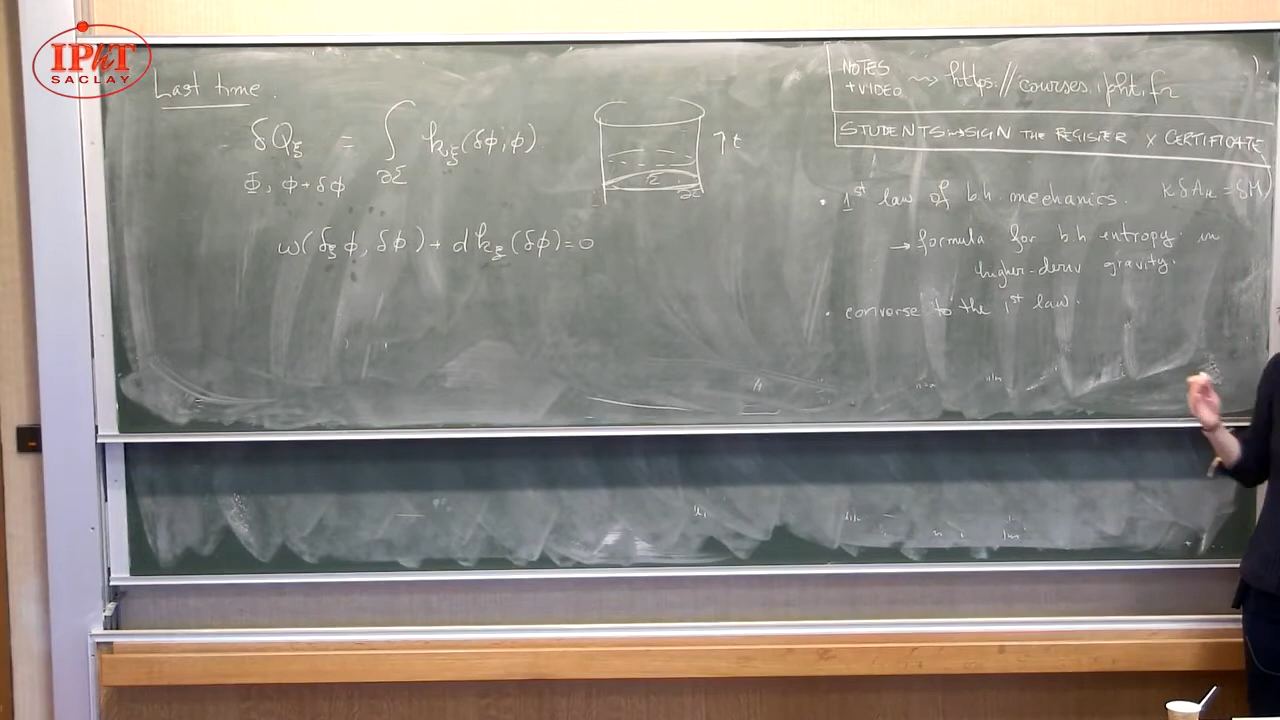 IPhT
SACLAY
Last time.
δQ_ξ = ∫_∂Σ k_ξ(δϕ, ϕ)
Φ, ϕ+δϕ
ω(δ_ξ ϕ, δϕ) + d k_ξ(δϕ) = 0
↑t
Σ
∂Σ
NOTES + VIDEO ⇝ https://courses.ipht.fr
STUDENTS → SIGN THE REGISTER × CERTIFICATE
• 1st law of b.h. mechanics. κ δA_H = δM
→ formula for b.h entropy in
higher-deriv gravity.
• converse to the 1st law.